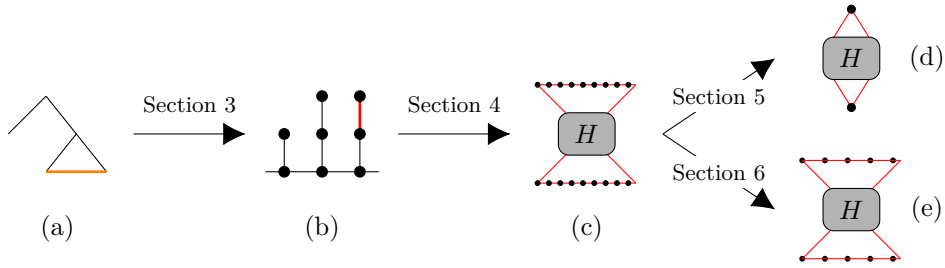 Section 3
Section 4
Section 5
Section 6
H
H
H
(a)
(b)
(c)
(d)
(e)